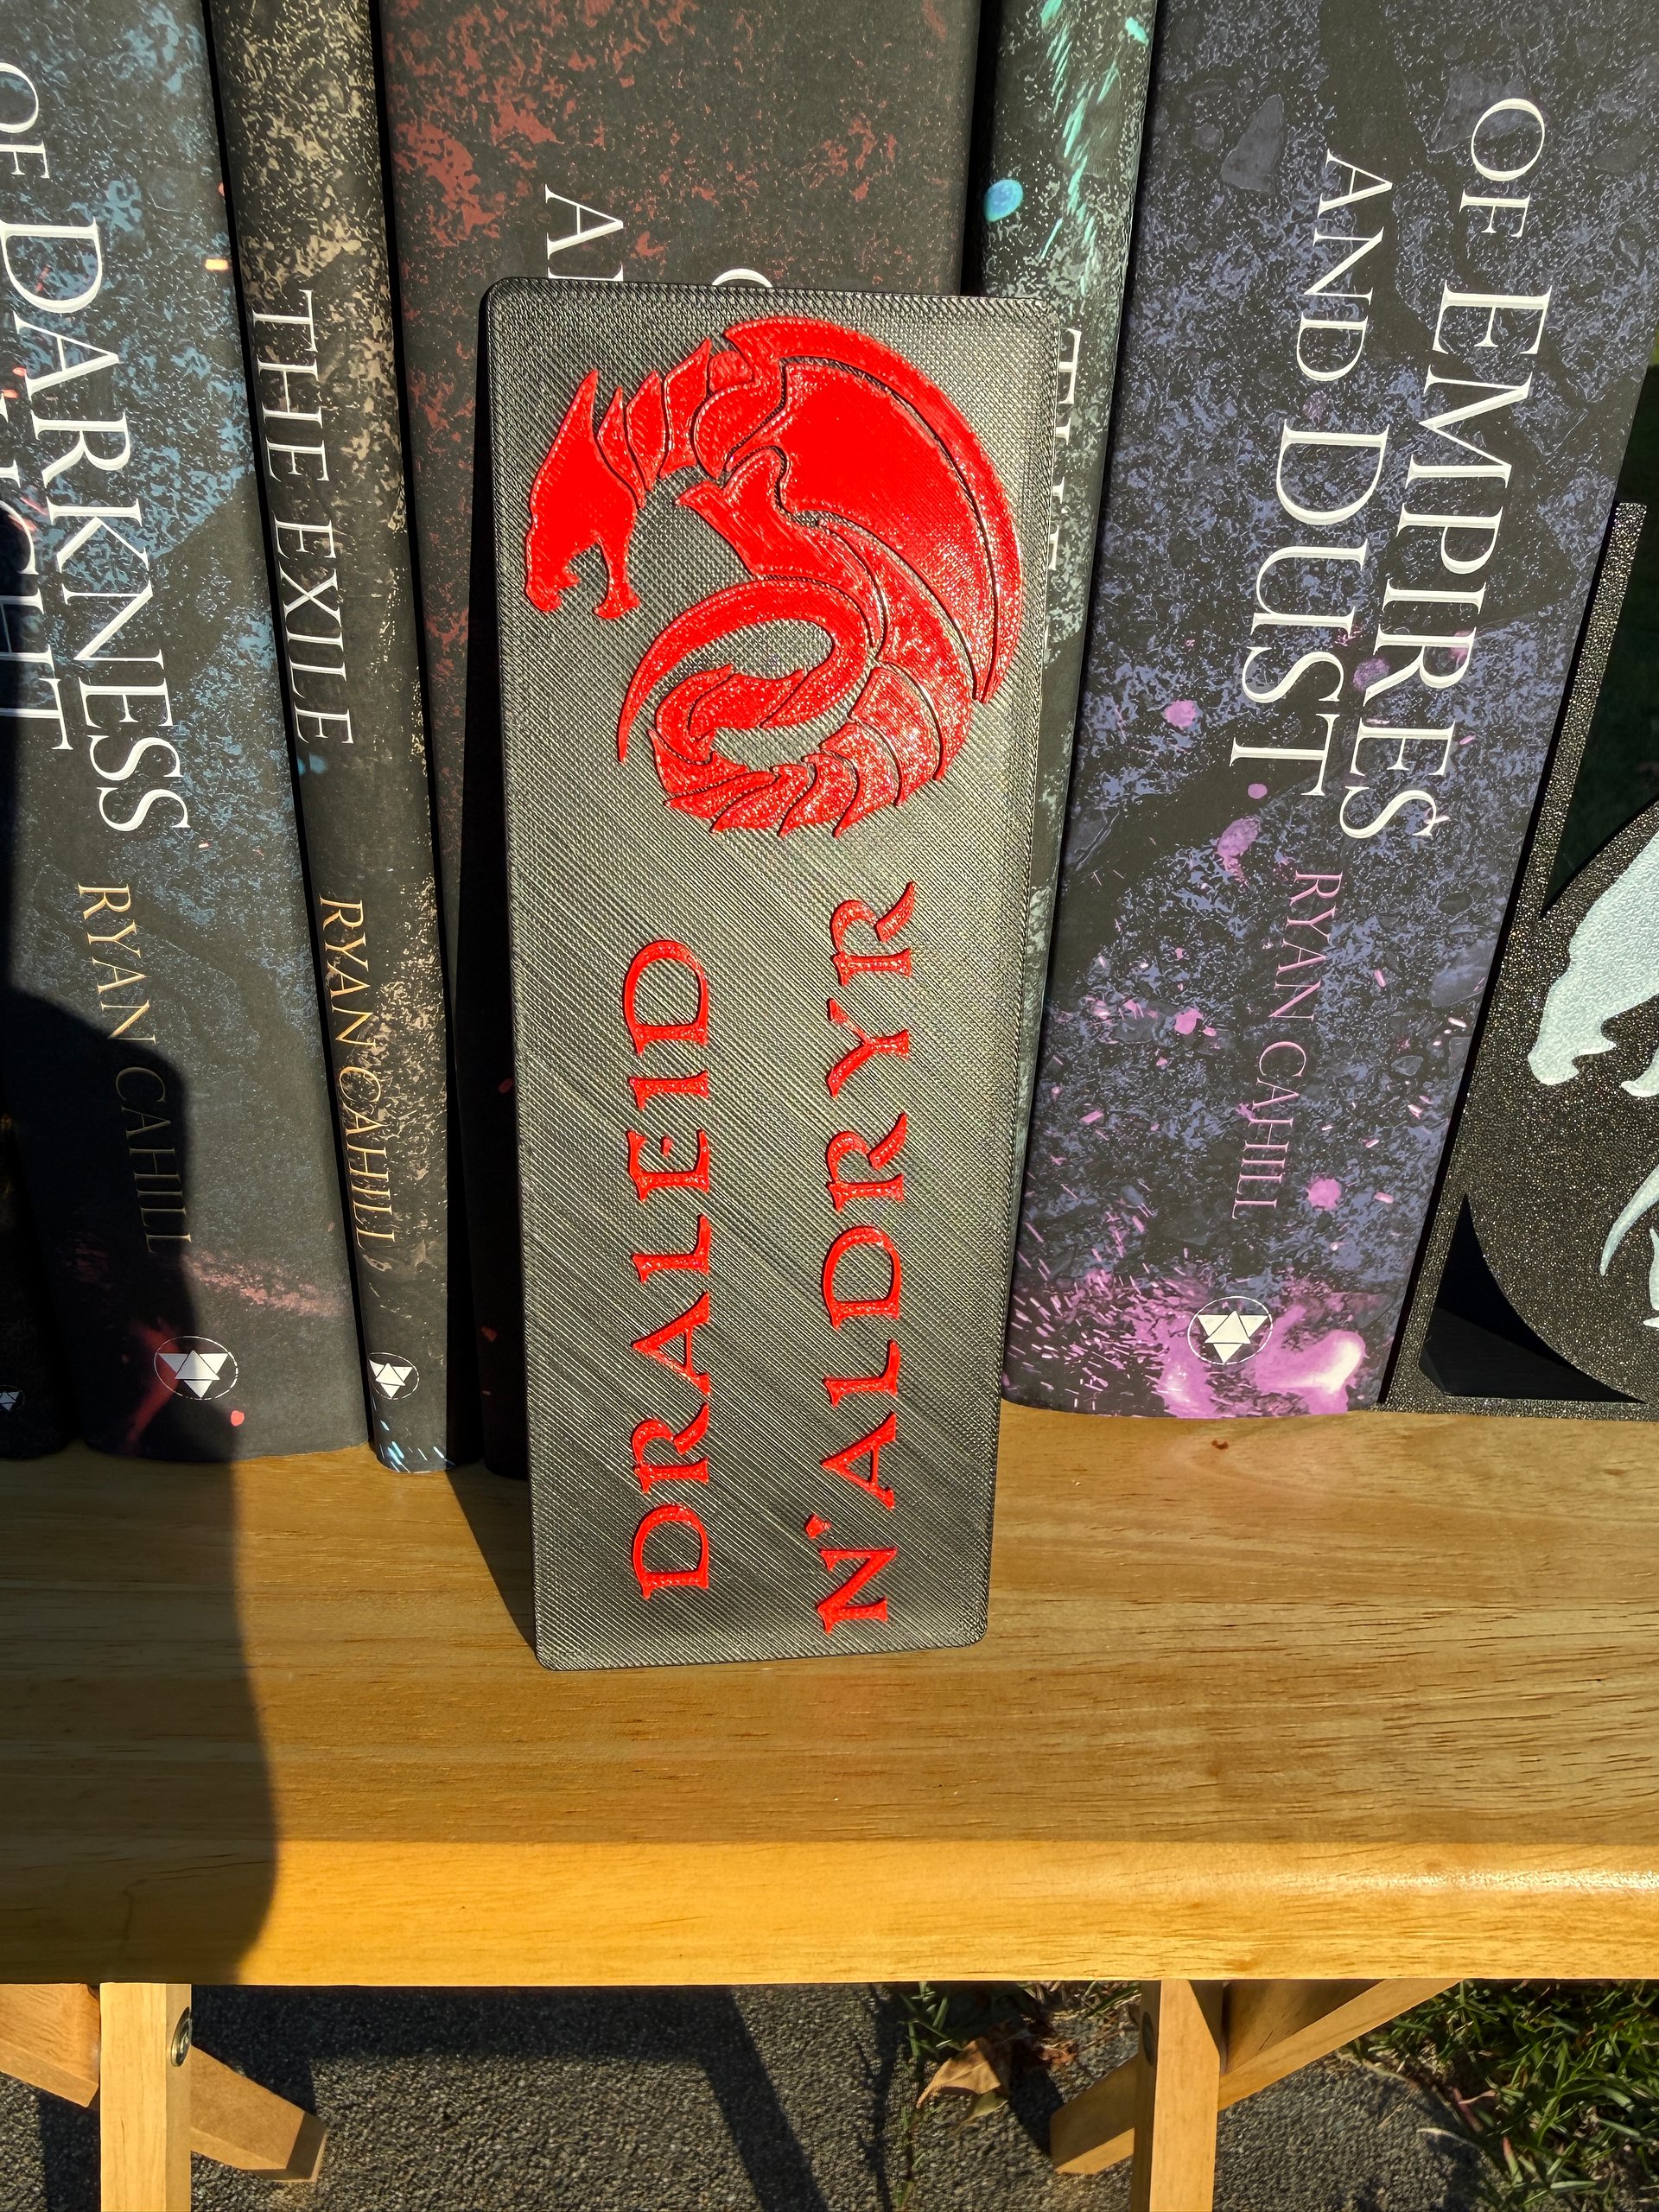 OF DARKNESS
RYAN CAHILL
THE EXILE
RYAN CAHILL
DRALEID
N'ALDRYR
OF EMPIRES
AND DUST
RYAN CAHILL